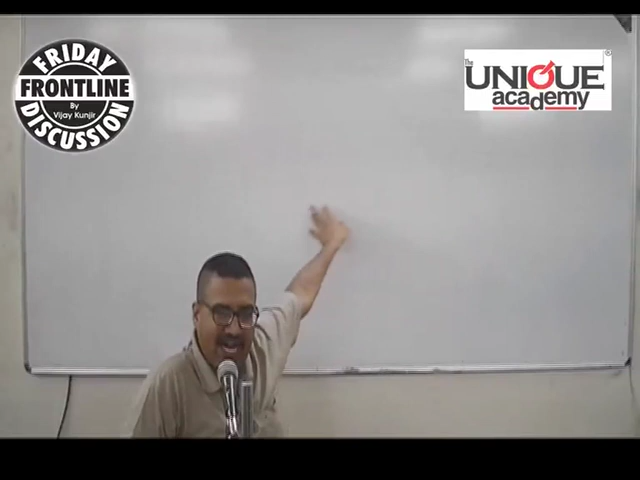 FRIDAY
FRONTLINE
By
Vijay Kunjir
DISCUSSION
The
UNIQUE
academy
®